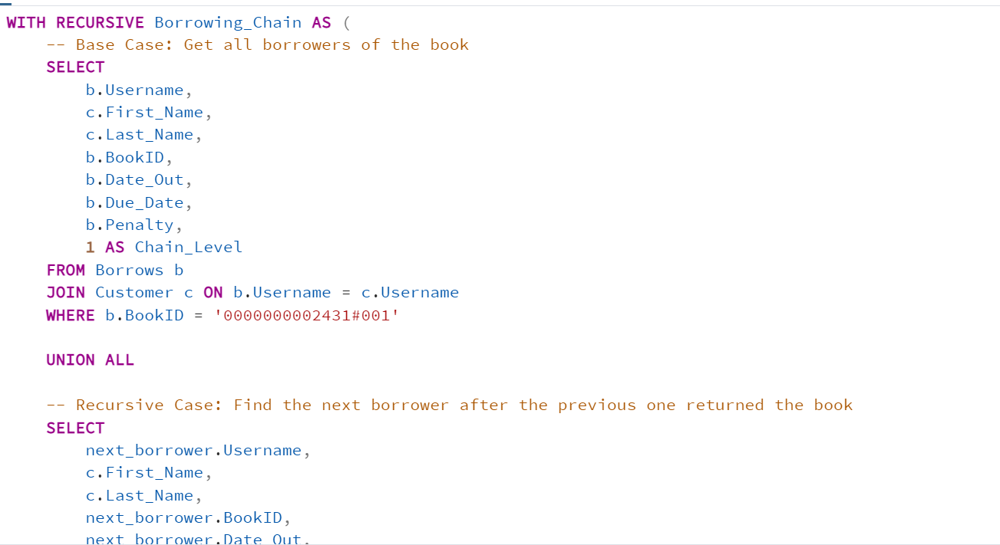 WITH RECURSIVE Borrowing_Chain AS (
    -- Base Case: Get all borrowers of the book
    SELECT
        b.Username,
        c.First_Name,
        c.Last_Name,
        b.BookID,
        b.Date_Out,
        b.Due_Date,
        b.Penalty,
        1 AS Chain_Level
    FROM Borrows b
    JOIN Customer c ON b.Username = c.Username
    WHERE b.BookID = '0000000002431#001'

    UNION ALL

    -- Recursive Case: Find the next borrower after the previous one returned the book
    SELECT
        next_borrower.Username,
        c.First_Name,
        c.Last_Name,
        next_borrower.BookID,
        next_borrower.Date_Out,